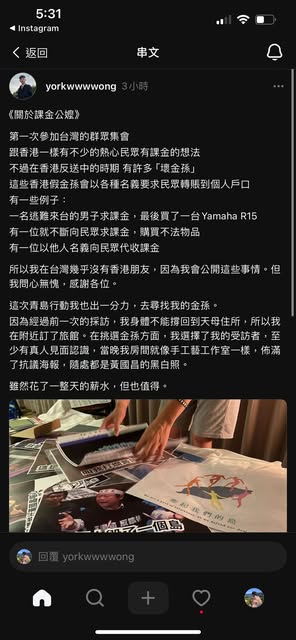 5:31
Instagram
返回
串文
yorkwwwwong 3小時
《關於課金公嬤》
第一次參加台灣的群眾集會
跟香港一樣有不少的熱心民眾有課金的想法
不過在香港反送中的時期 有許多「壞金孫」
這些香港假金孫會以各種名義要求民眾轉賬到個人戶口
有一些例子：
一名逃難來台的男子求課金，最後買了一台Yamaha R15
有一位就不斷向民眾求課金，購買不法物品
有一位以他人名義向民眾代收課金
所以我在台灣幾乎沒有香港朋友，因為我會公開這些事情。但
我問心無愧，感謝各位。
這次青島行動我也出一分力，去尋找我的金孫。
因為經過前一次的採訪，我身體不能撐回到天母住所，所以我
在附近訂了旅館。在挑選金孫方面，我選擇了我的受訪者，至
少有真人見面認識，當晚我房間就像手工藝工作室一樣，佈滿
了抗議海報，隨處都是黃國昌的黑白照。
雖然花了一整天的薪水，但也值得。
一個島
回覆 yorkwwwwong